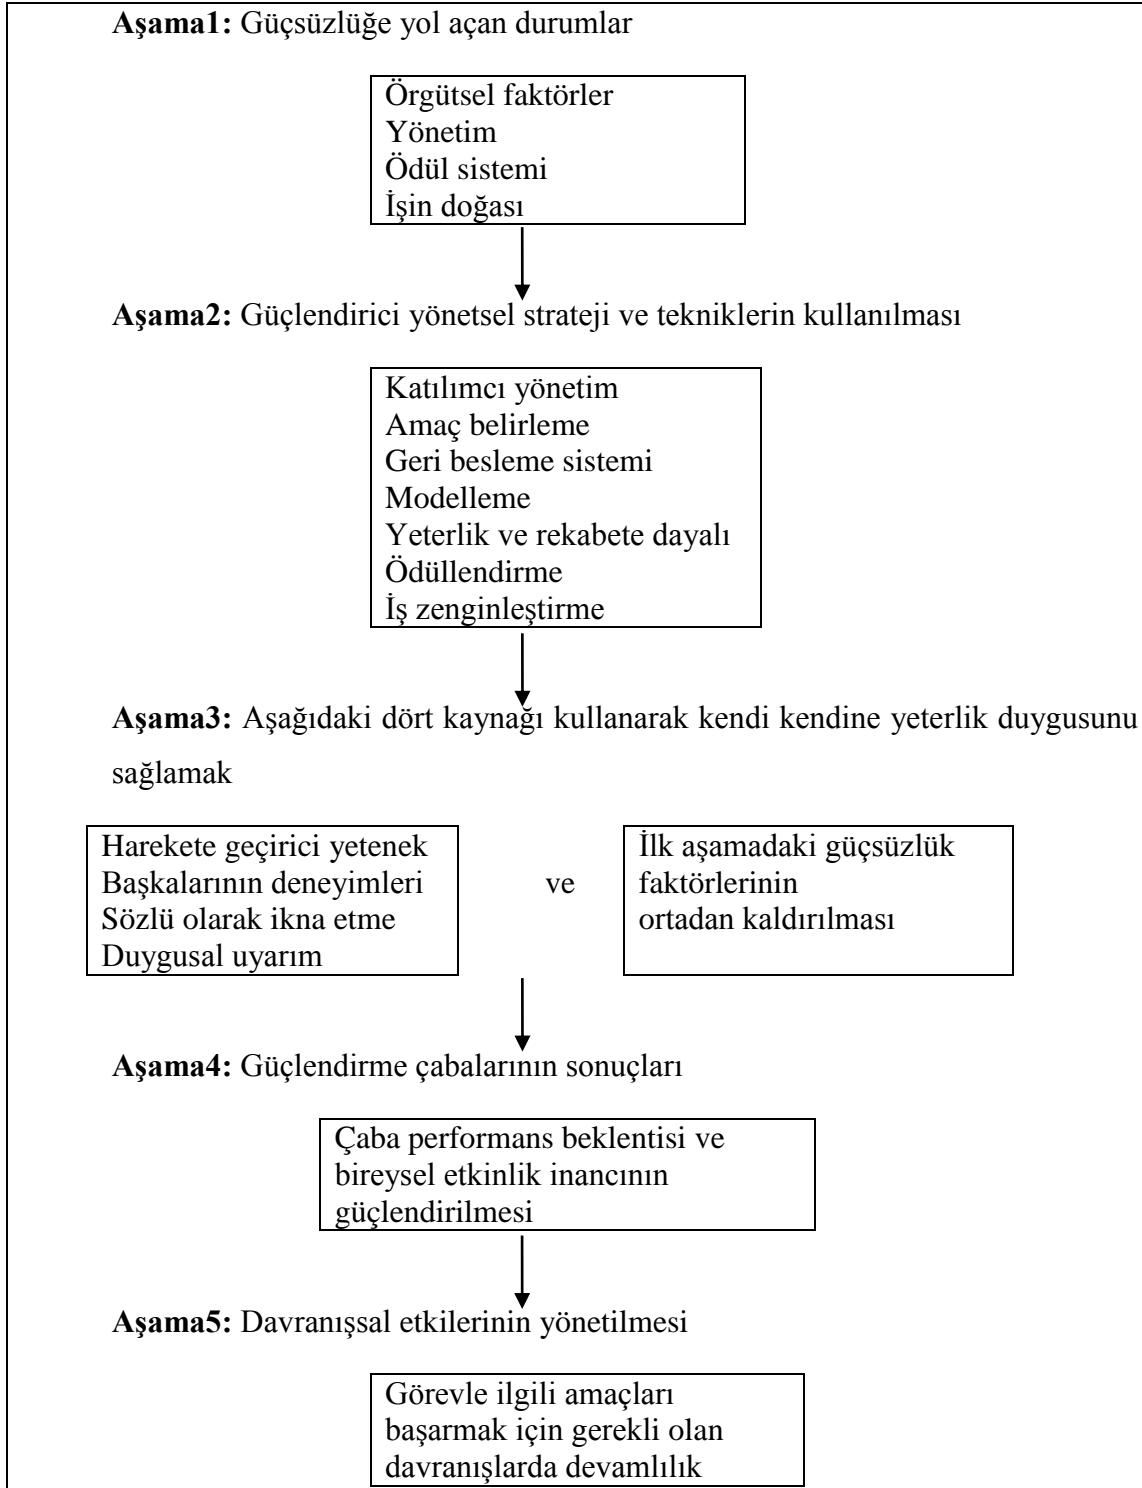 Aşama1: Güçsüzlüğe yol açan durumlar
Örgütsel faktörler
Yönetim
Ödül sistemi
İşin doğası
Aşama2: Güçlendirici yönetsel strateji ve tekniklerin kullanılması
Katılımcı yönetim
Amaç belirleme
Geri besleme sistemi
Modelleme
Yeterlik ve rekabete dayalı
Ödüllendirme
İş zenginleştirme
Aşama3: Aşağıdaki dört kaynağı kullanarak kendi kendine yeterlik duygusunu
sağlamak
Harekete geçirici yetenek
Başkalarının deneyimleri
Sözlü olarak ikna etme
Duygusal uyarım
ve
İlk aşamadaki güçsüzlük
faktörlerinin
ortadan kaldırılması
Aşama4: Güçlendirme çabalarının sonuçları
Çaba performans beklentisi ve
bireysel etkinlik inancının
güçlendirilmesi
Aşama5: Davranışsal etkilerinin yönetilmesi
Görevle ilgili amaçları
başarmak için gerekli olan
davranışlarda devamlılık